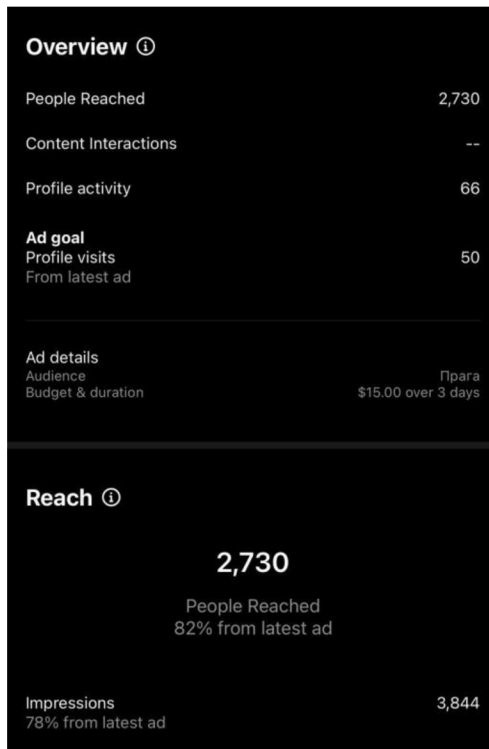 Overview
People Reached 2,730
Content Interactions --
Profile activity 66
Ad goal
Profile visits 50
From latest ad
Ad details
Audience Прага
Budget & duration $15.00 over 3 days
Reach
2,730
People Reached
82% from latest ad
Impressions 3,844
78% from latest ad